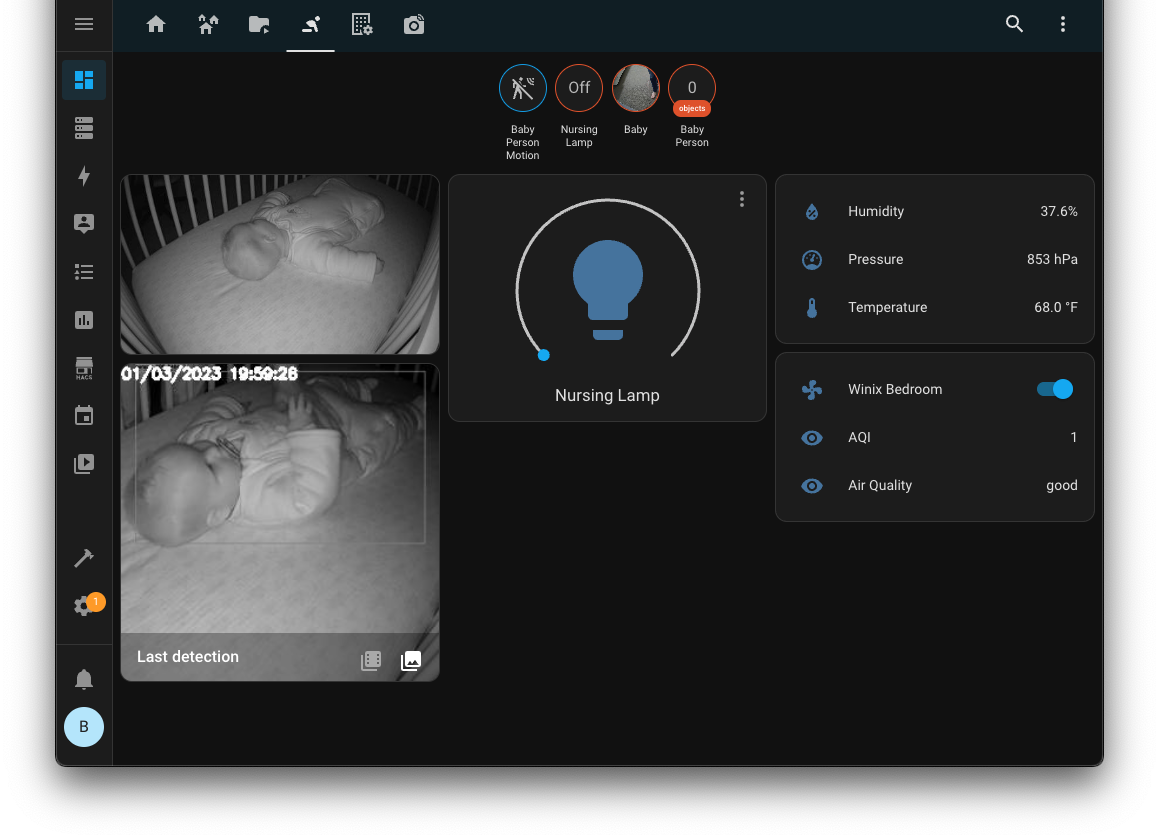 Off
0
objects
Baby
Person
Motion
Nursing
Lamp
Baby
Baby
Person
HACS
1
B
01/03/2023 19:59:28
Last detection
Nursing Lamp
Humidity
37.6%
Pressure
853 hPa
Temperature
68.0 °F
Winix Bedroom
AQI
1
Air Quality
good